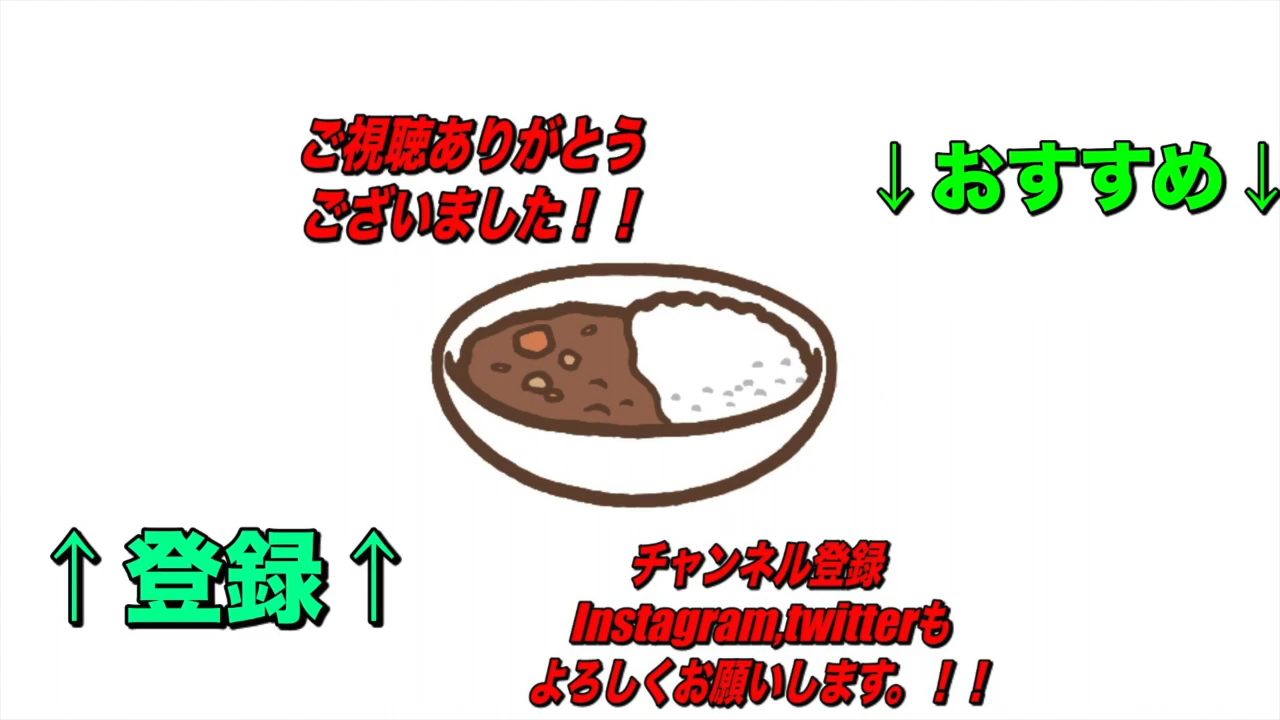 ご視聴ありがとう
ございました！！
↓おすすめ↓
↑登録↑
チャンネル登録
Instagram,twitterも
よろしくお願いします。！！